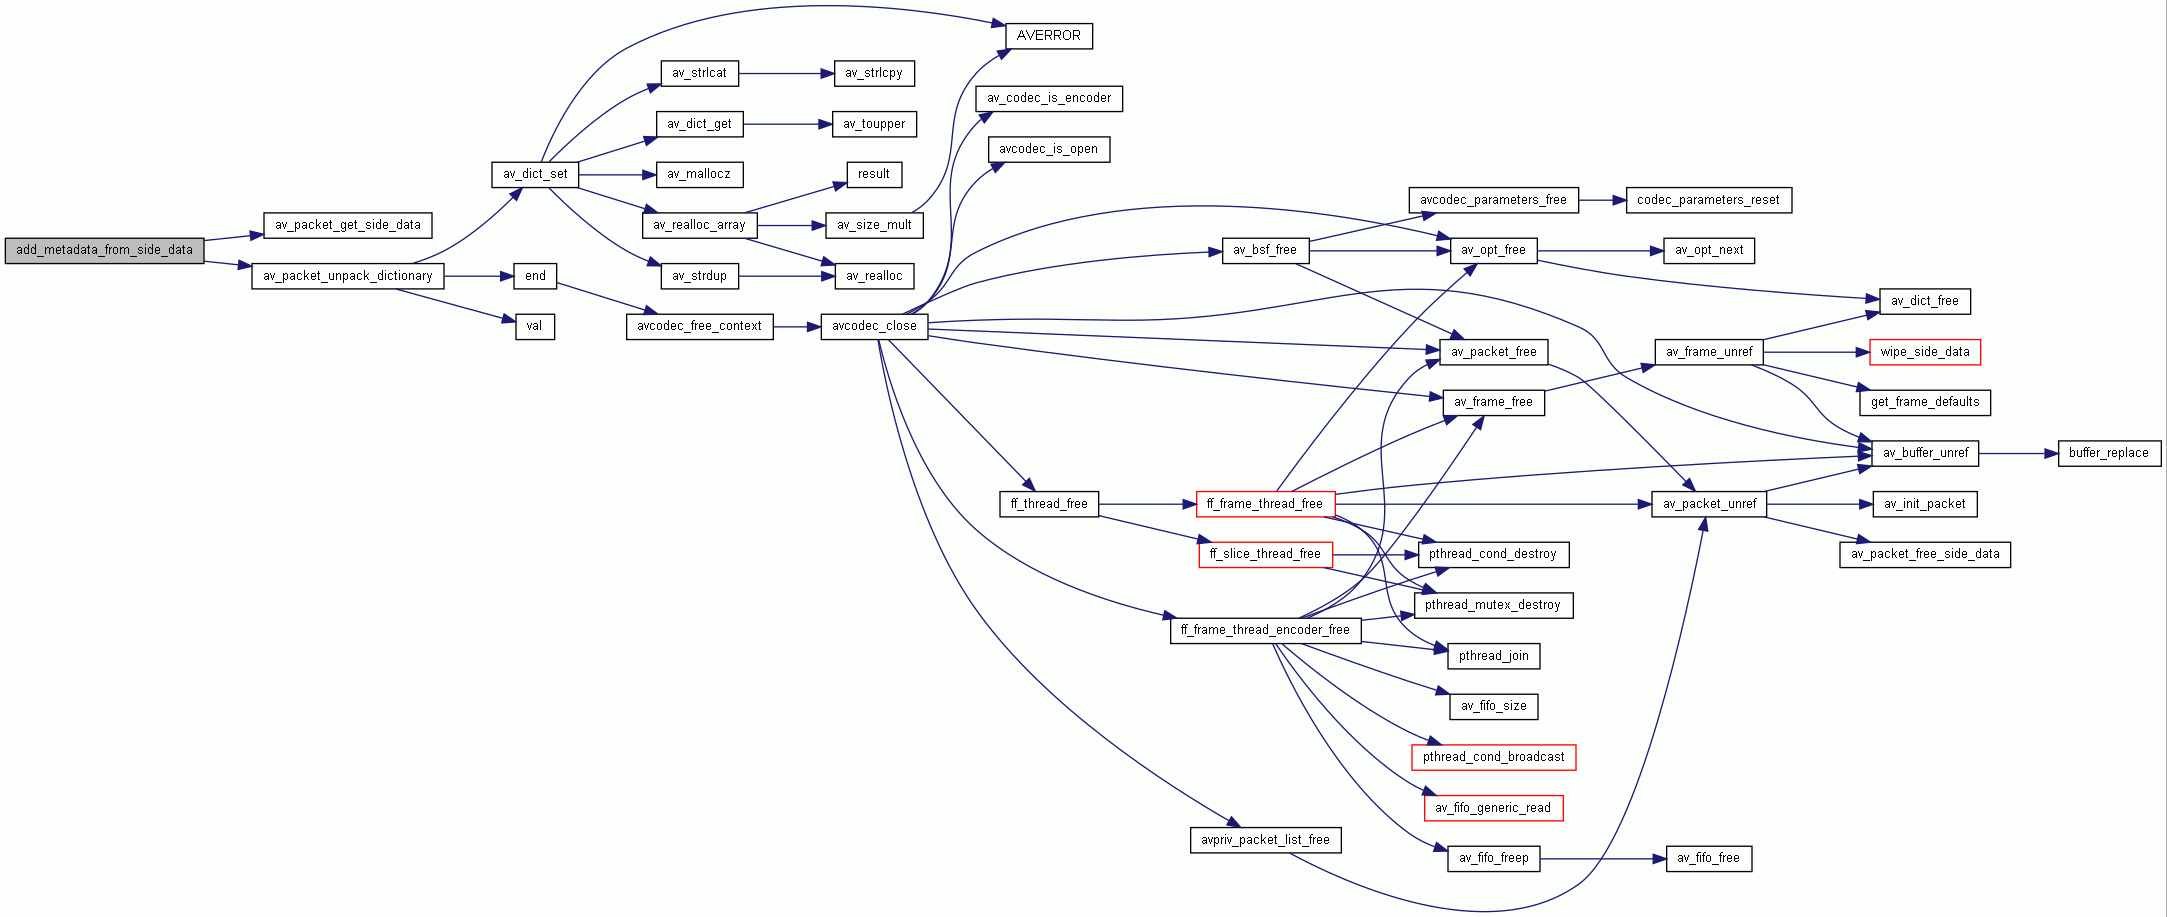 add_metadata_from_side_data
av_packet_get_side_data
av_packet_unpack_dictionary
av_dict_set
end
val
av_strlcat
av_dict_get
av_mallocz
av_realloc_array
av_strdup
avcodec_free_context
av_strlcpy
av_toupper
result
av_size_mult
av_realloc
avcodec_close
AVERROR
av_codec_is_encoder
avcodec_is_open
ff_thread_free
av_bsf_free
ff_frame_thread_free
ff_slice_thread_free
ff_frame_thread_encoder_free
avpriv_packet_list_free
avcodec_parameters_free
av_opt_free
av_packet_free
av_frame_free
pthread_cond_destroy
pthread_mutex_destroy
pthread_join
av_fifo_size
pthread_cond_broadcast
av_fifo_generic_read
av_fifo_freep
codec_parameters_reset
av_opt_next
av_frame_unref
av_packet_unref
av_fifo_free
av_dict_free
wipe_side_data
get_frame_defaults
av_buffer_unref
av_init_packet
av_packet_free_side_data
buffer_replace